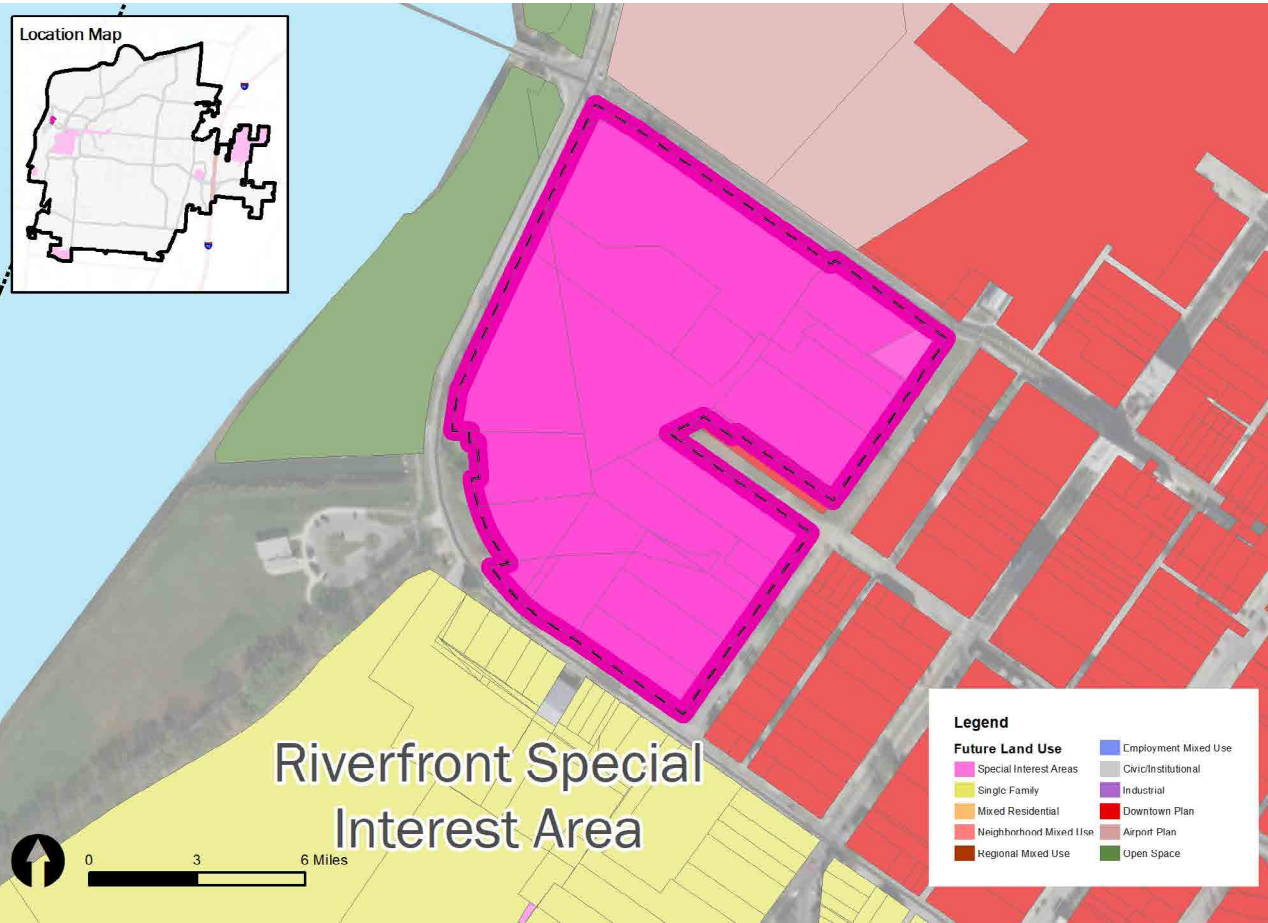 Location Map
Riverfront Special
Interest Area
0 3 6 Miles
Legend
Future Land Use
Special Interest Areas
Single Family
Mixed Residential
Neighborhood Mixed Use
Regional Mixed Use
Employment Mixed Use
Civic/Institutional
Industrial
Downtown Plan
Airport Plan
Open Space